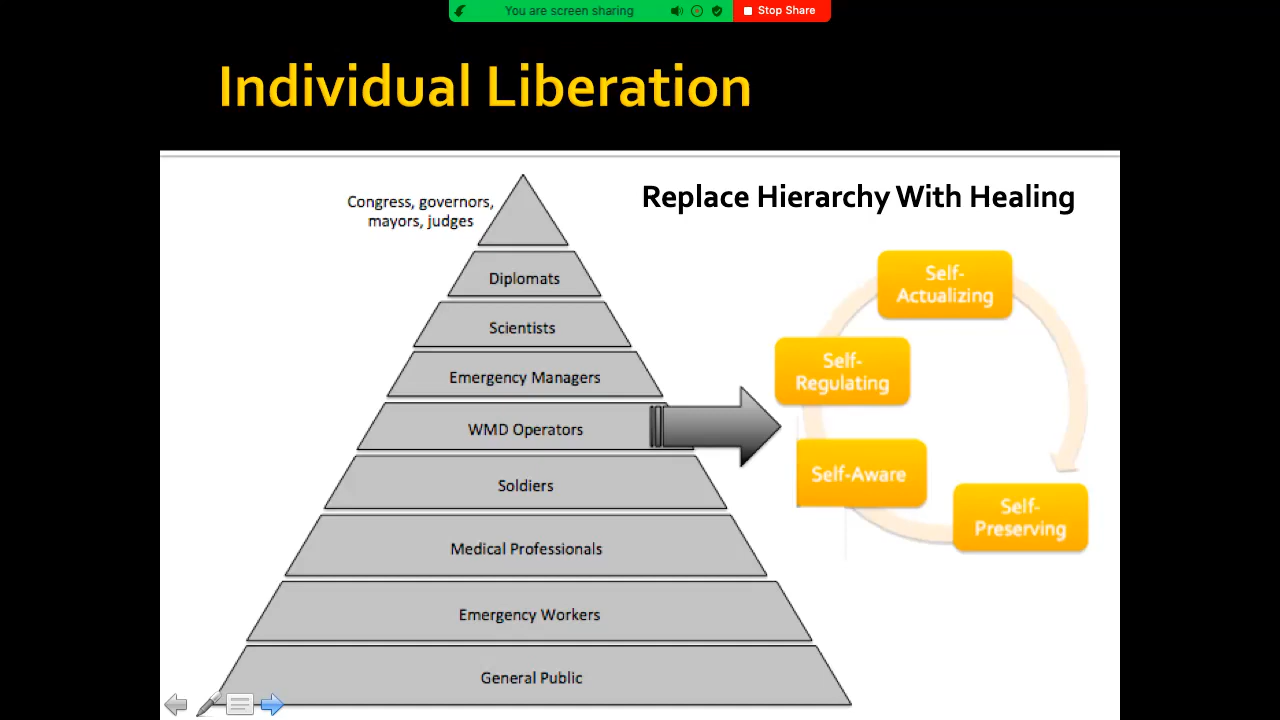 You are screen sharing
Stop Share
Individual Liberation
Replace Hierarchy With Healing
Congress, governors,
mayors, judges
Diplomats
Scientists
Emergency Managers
WMD Operators
Soldiers
Medical Professionals
Emergency Workers
General Public
Self-
Actualizing
Self-
Regulating
Self-Aware
Self-
Preserving